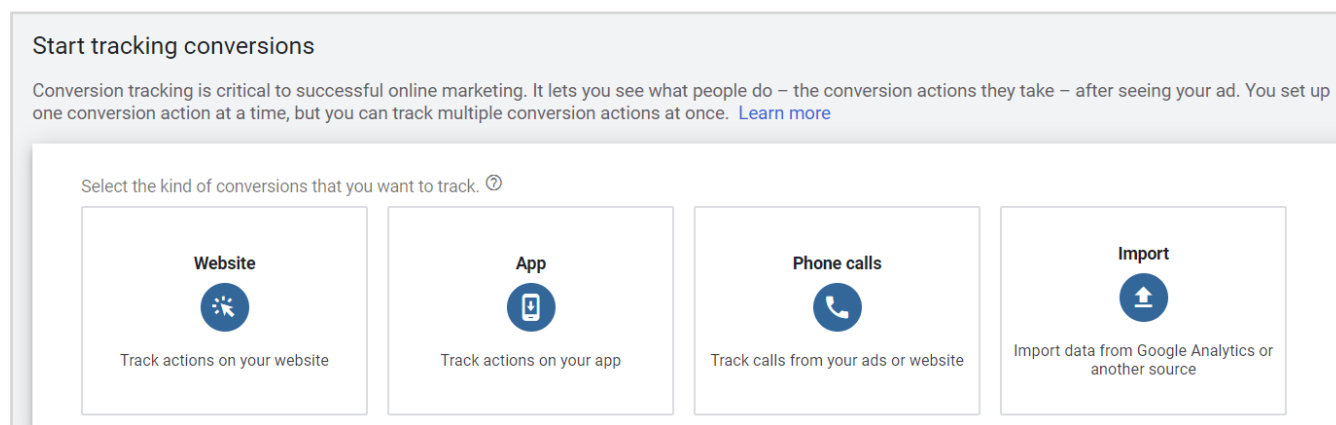 Start tracking conversions
Conversion tracking is critical to successful online marketing. It lets you see what people do – the conversion actions they take – after seeing your ad. You set up
one conversion action at a time, but you can track multiple conversion actions at once. Learn more
Select the kind of conversions that you want to track. ?
Website
Track actions on your website
App
Track actions on your app
Phone calls
Track calls from your ads or website
Import
Import data from Google Analytics or
another source